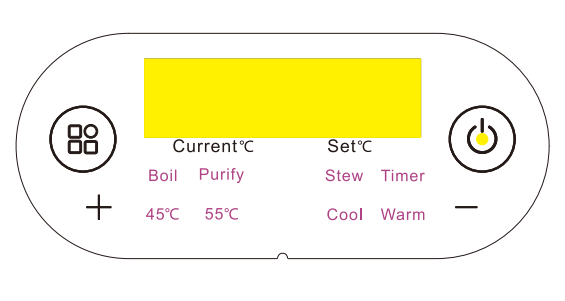 Current℃ Set℃
Boil Purify Stew Timer
+ 45℃ 55℃ Cool Warm −